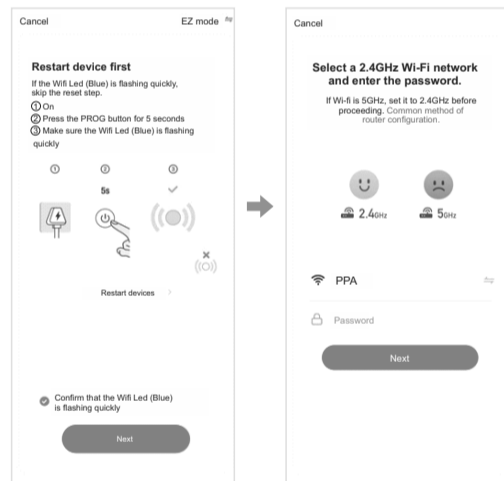 Cancel
EZ mode
Restart device first
If the Wifi Led (Blue) is flashing quickly,
skip the reset step.
① On
② Press the PROG button for 5 seconds
③ Make sure the Wifi Led (Blue) is flashing
quickly
① ② ③
5s
Restart devices
Confirm that the Wifi Led (Blue)
is flashing quickly
Next
Cancel
Select a 2.4GHz Wi-Fi network
and enter the password.
If Wi-fi is 5GHz, set it to 2.4GHz before
proceeding. Common method of
router configuration.
2.4GHz 5GHz
PPA
Password
Next